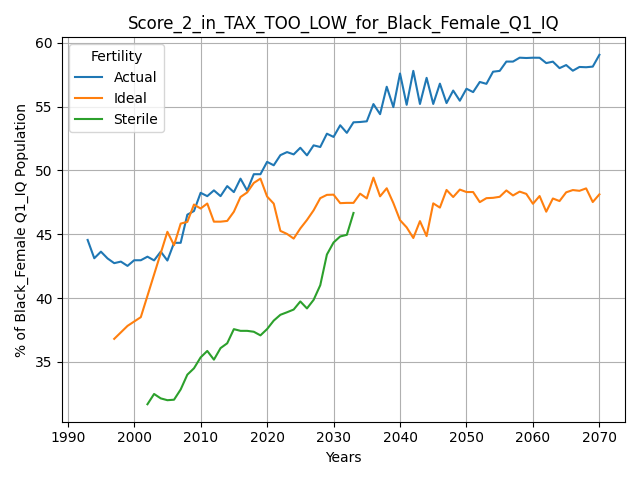 Score_2_in_TAX_TOO_LOW_for_Black_Female_Q1_IQ
Fertility
Actual
Ideal
Sterile
% of Black_Female Q1_IQ Population
60
55
50
45
40
35
1990
2000
2010
2020
2030
2040
2050
2060
2070
Years